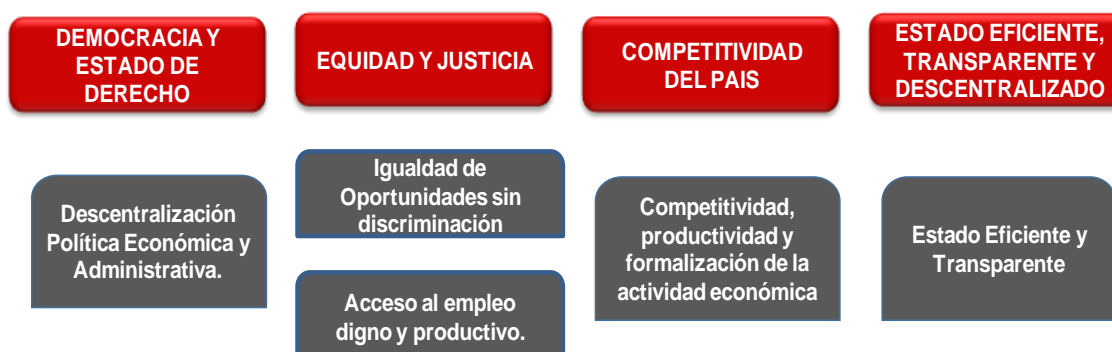 DEMOCRACIA Y
ESTADO DE
DERECHO
EQUIDAD Y JUSTICIA
COMPETITIVIDAD
DEL PAIS
ESTADO EFICIENTE,
TRANSPARENTE Y
DESCENTRALIZADO
Descentralización
Política Económica y
Administrativa.
Igualdad de
Oportunidades sin
discriminación
Acceso al empleo
digno y productivo.
Competitividad,
productividad y
formalización de la
actividad económica
Estado Eficiente y
Transparente